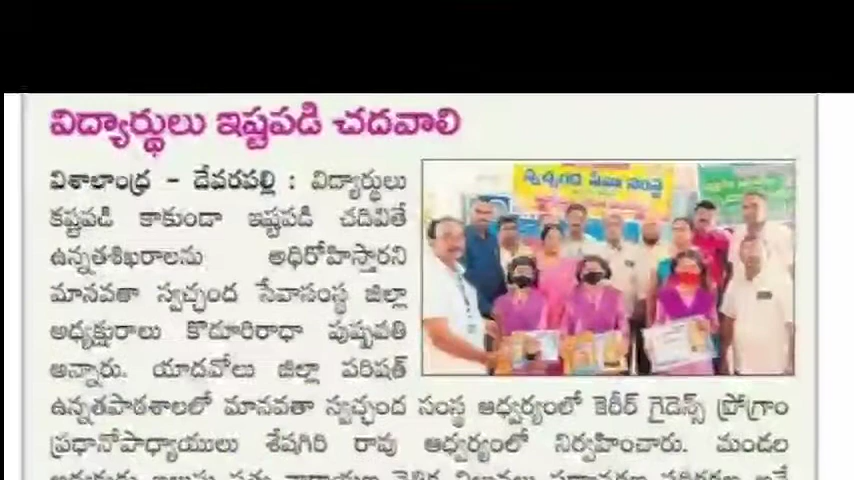 విద్యార్థులు ఇష్టపడి చదవాలి
స్వచ్ఛంద సేవా సంస్థ
విశాలాంధ్ర - దేవరపల్లి : విద్యార్థులు
కష్టపడి కాకుండా ఇష్టపడి చదివితే
ఉన్నతశిఖరాలను అధిరోహిస్తారని
మానవతా స్వచ్ఛంద సేవాసంస్థ జిల్లా
అధ్యక్షురాలు కొడూరిరాధా పుష్పవతి
అన్నారు. యాదవోలు జిల్లా పరిషత్
ఉన్నతపాఠశాలలో మానవతా స్వచ్ఛంద సంస్థ ఆధ్వర్యంలో కెరీర్ గైడెన్స్ ప్రోగ్రాం
ప్రధానోపాధ్యాయులు శేషగిరి రావు ఆధ్వర్యంలో నిర్వహించారు. మండల